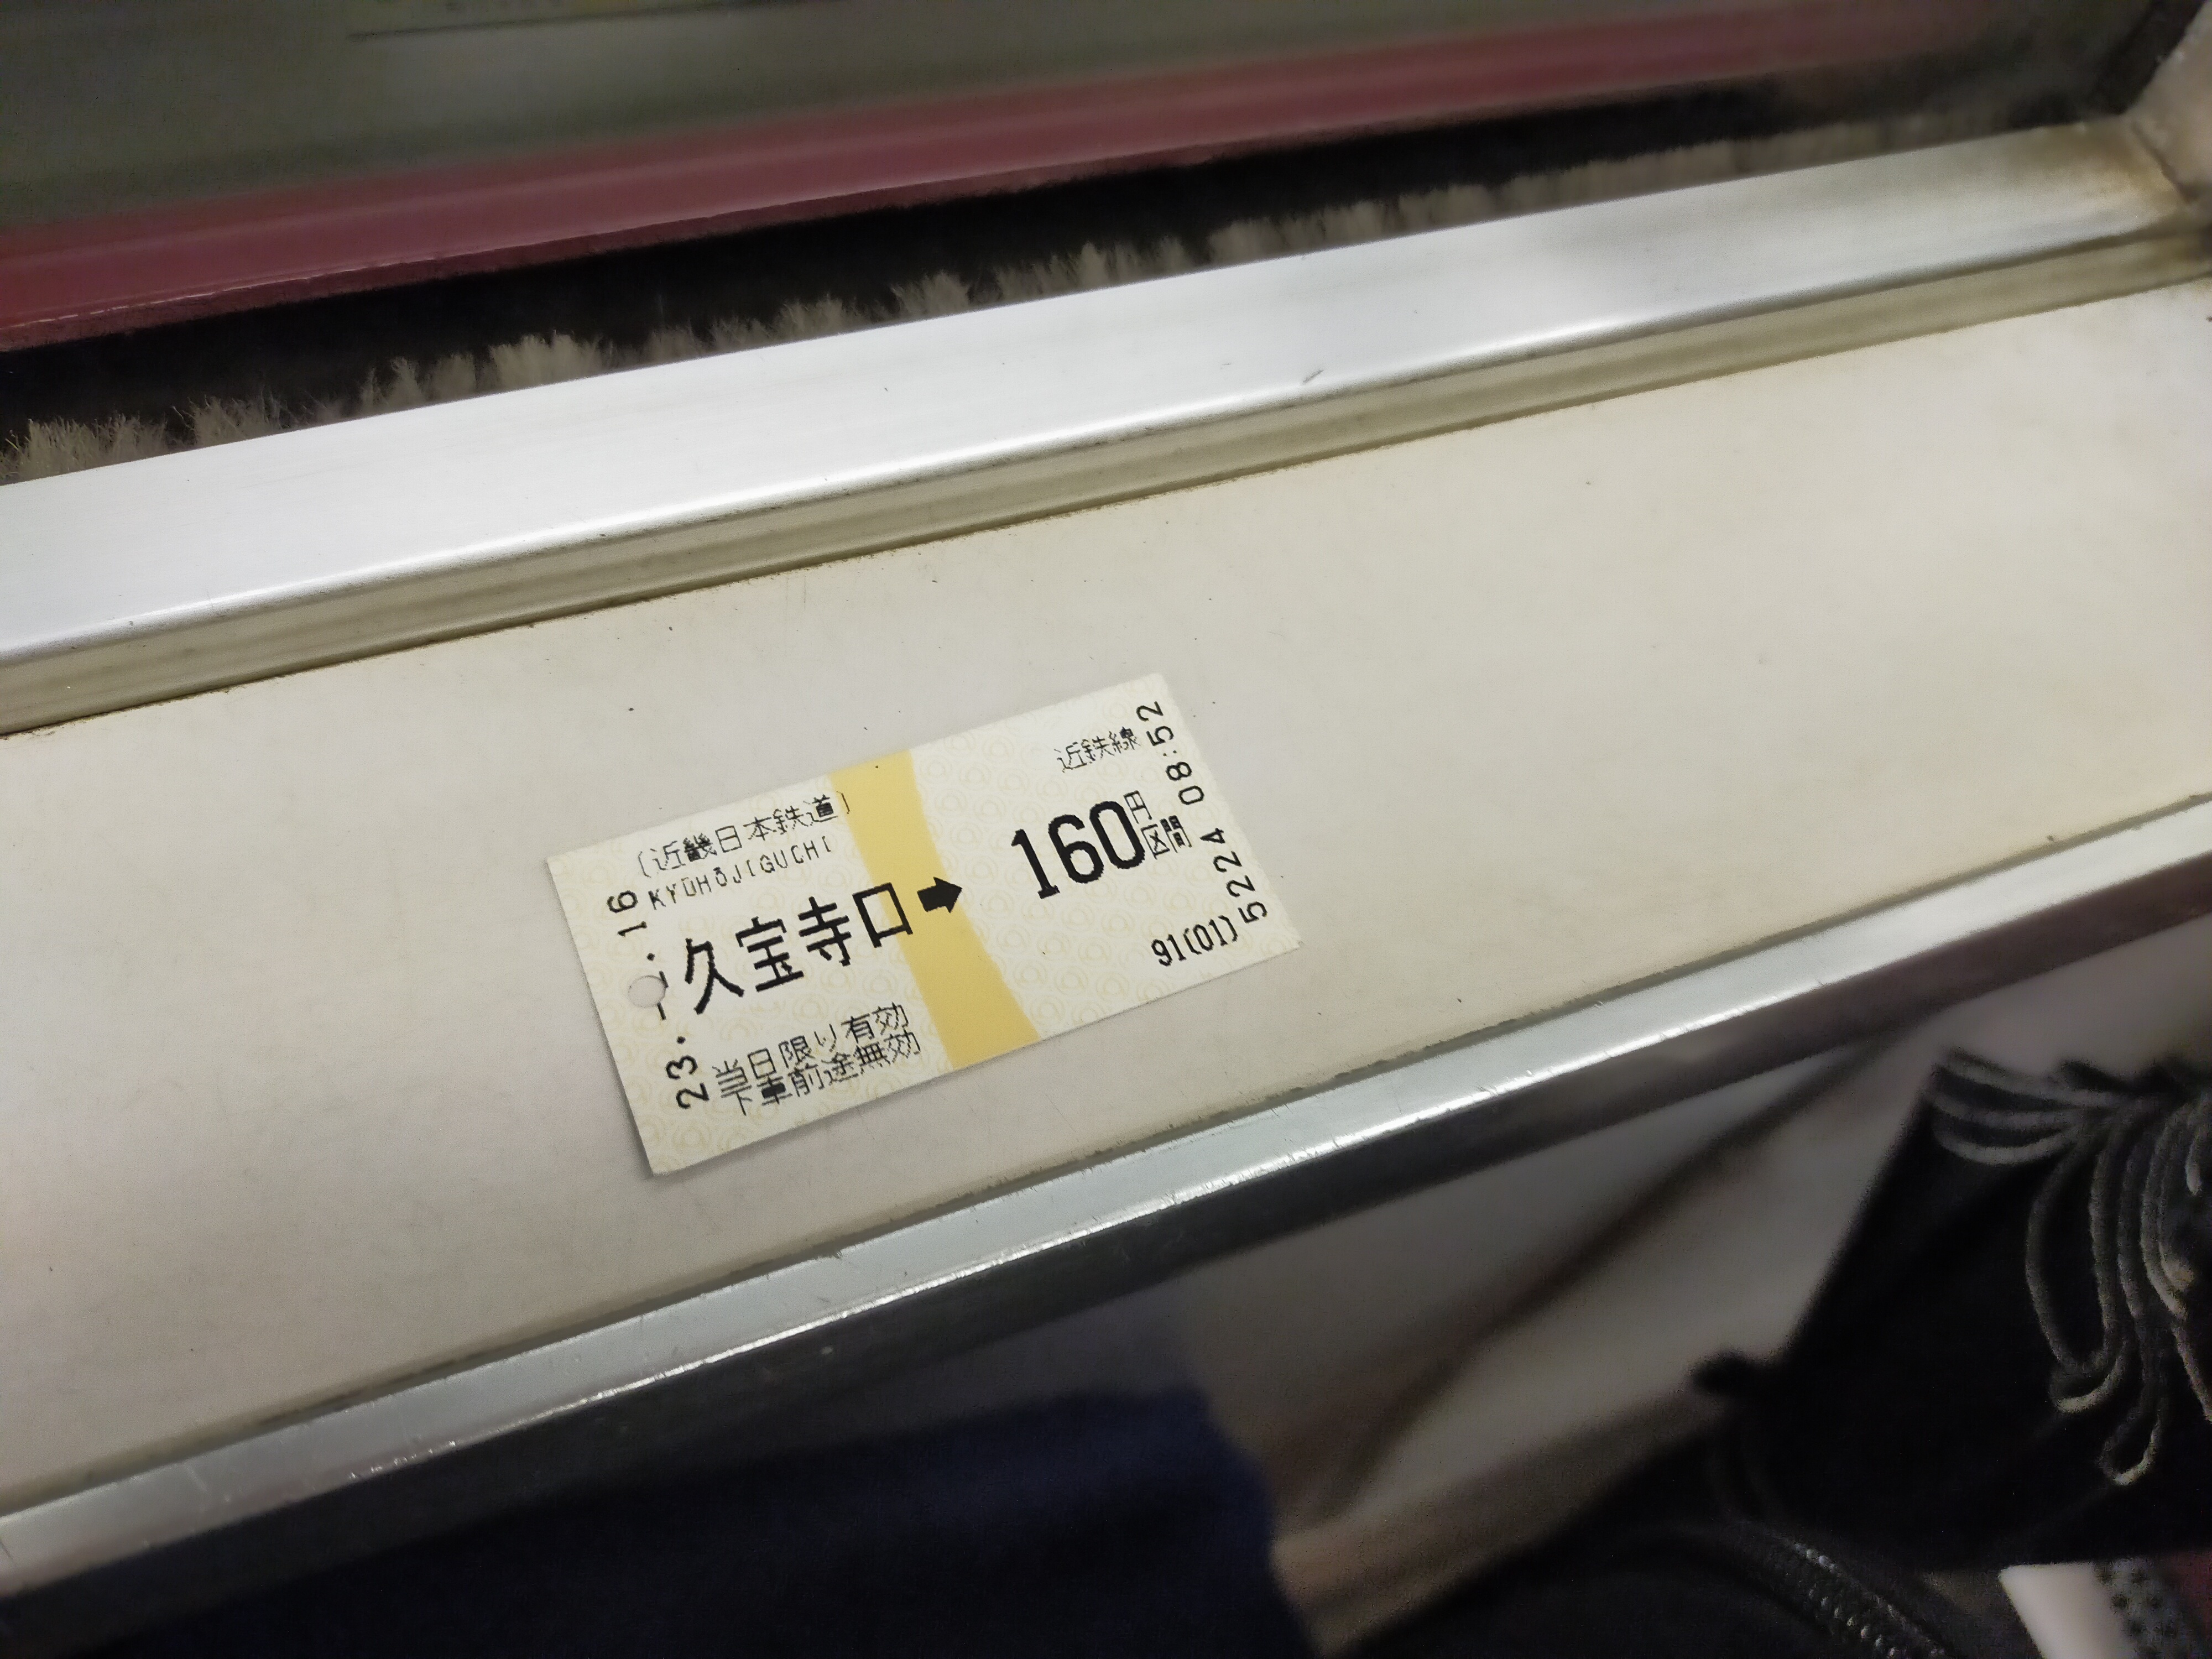 (近畿日本鉄道)
KYŪHŌJIGUCHI
久宝寺口➡160円区間
近鉄線
当日限り有効
下車前途無効
23.-2.16
08:52
5224
91(01)